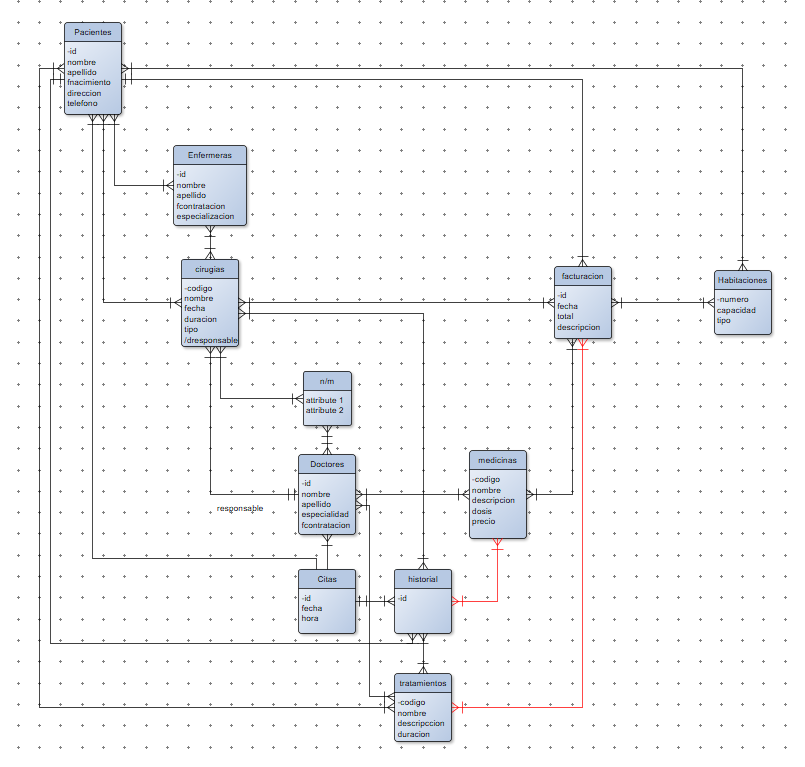 Pacientes
-id
nombre
apellido
fnacimiento
direccion
telefono
Enfermeras
-id
nombre
apellido
fcontratacion
especializacion
cirugias
-codigo
nombre
fecha
duracion
tipo
/dresponsable
facturacion
-id
fecha
total
descripcion
Habitaciones
-numero
capacidad
tipo
n/m
attribute 1
attribute 2
Doctores
-id
nombre
apellido
especialidad
fcontratacion
responsable
medicinas
-codigo
nombre
descripcion
dosis
precio
Citas
-id
fecha
hora
historial
-id
tratamientos
-codigo
nombre
descripccion
duracion